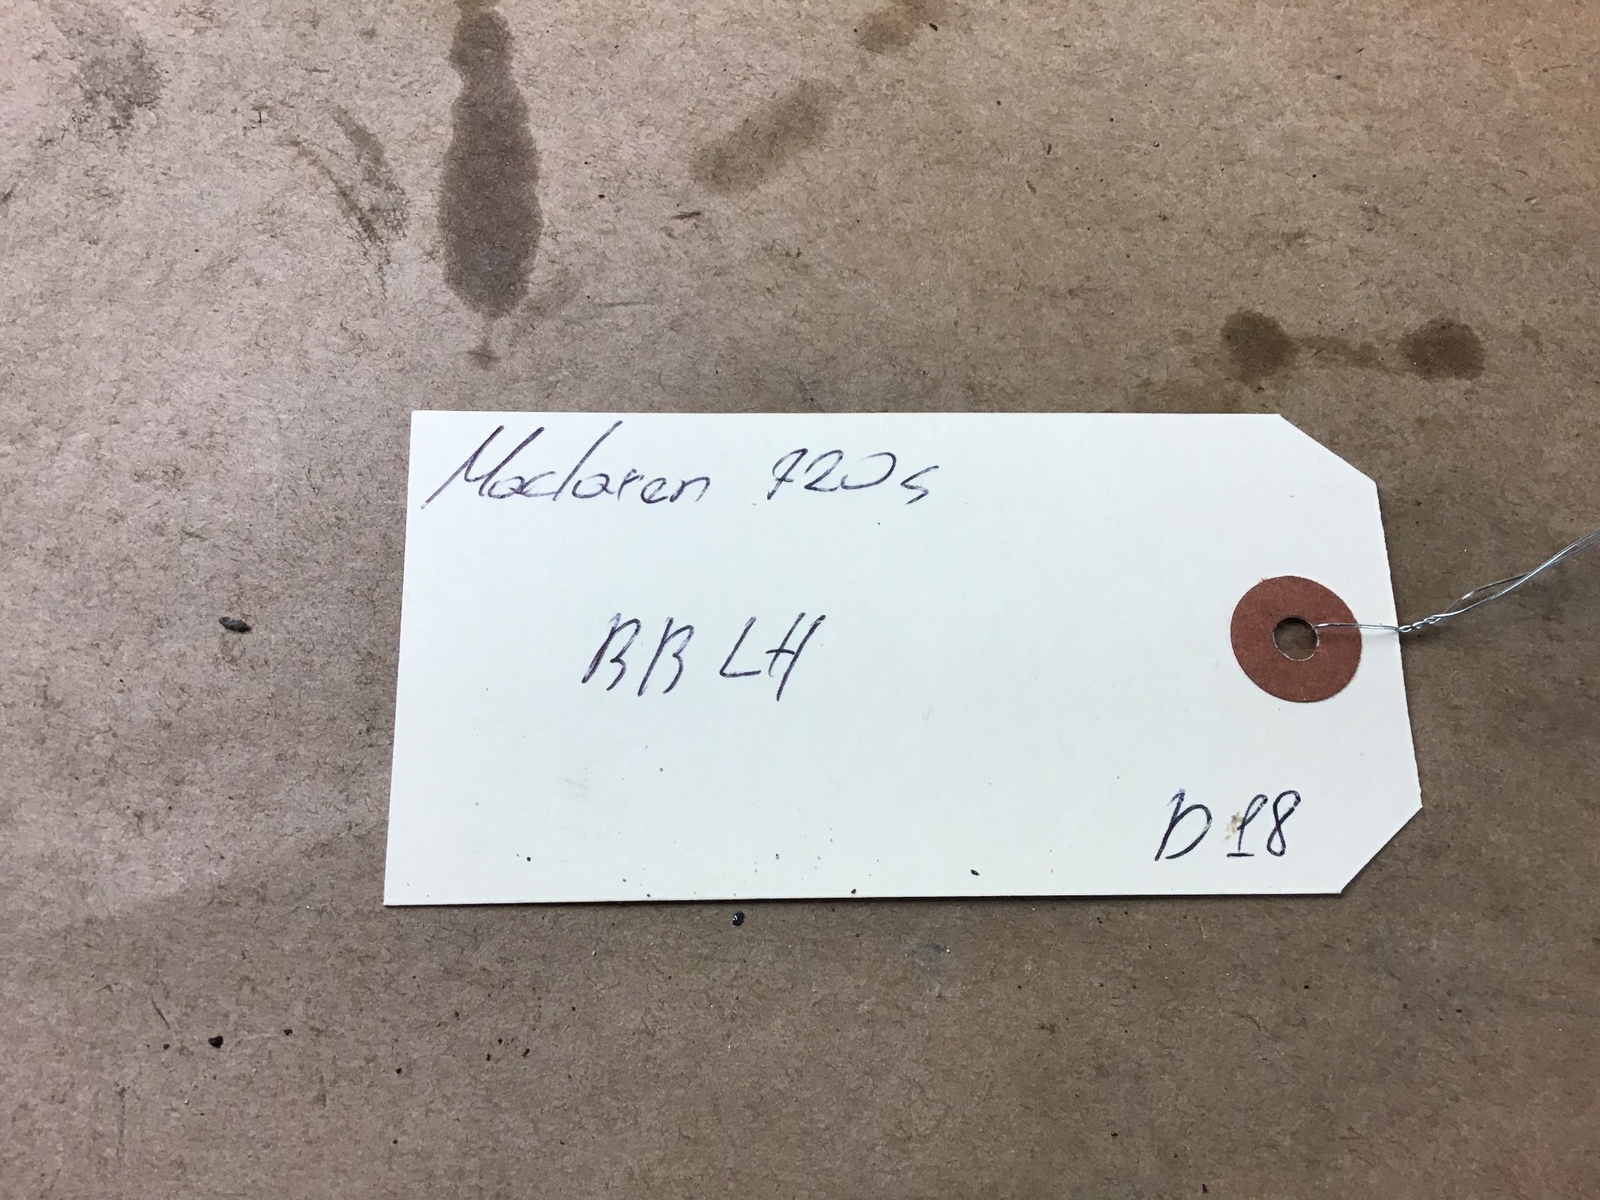 Maclaren 720s
BB LH
D18